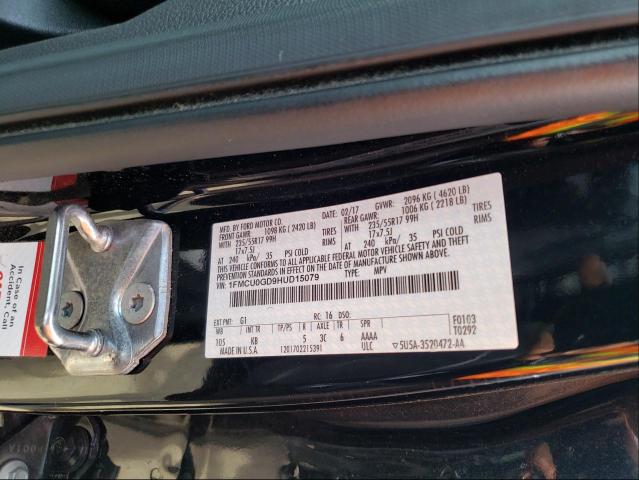 MFD. BY FORD MOTOR CO. 02/17 GVWR: 2096 KG ( 4620 LB)
FRONT GAWR: 1098 KG ( 2420 LB) REAR GAWR: 1006 KG ( 2218 LB)
WITH 235/55R17 99H TIRES WITH 235/55R17 99H TIRES
17x7.5J RIMS 17x7.5J RIMS
AT 240 kPa/ 35 PSI COLD AT 240 kPa/ 35 PSI COLD
THIS VEHICLE CONFORMS TO ALL APPLICABLE FEDERAL MOTOR VEHICLE SAFETY AND THEFT
PREVENTION STANDARDS IN EFFECT ON THE DATE OF MANUFACTURE SHOWN ABOVE.
VIN: 1FMCU0GD9HUD15079 TYPE: MPV
EXT PNT: G1 RC: 16 DSO: F0103
WB INT TR TP/PS R AXLE TR SPR T0292
105 KB 5 3C 6 AAAA
MADE IN U.S.A. 1201702215391 ULC 5U5A-3520472-AA
In Case of an
Accident, Call